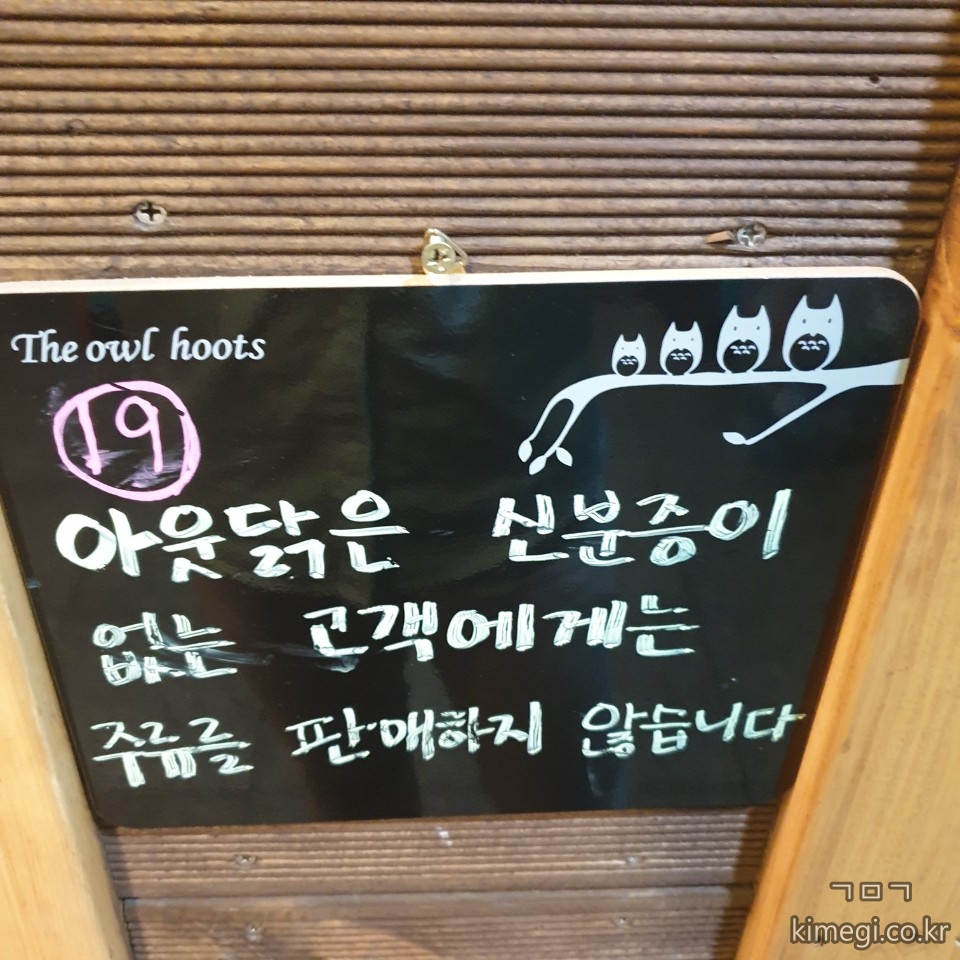 The owl hoots
19
아웃닭은 신분증이
없는 고객에게는
주류를 판매하지 않습니다
ㄱㅁㄱ
kimegi.co.kr